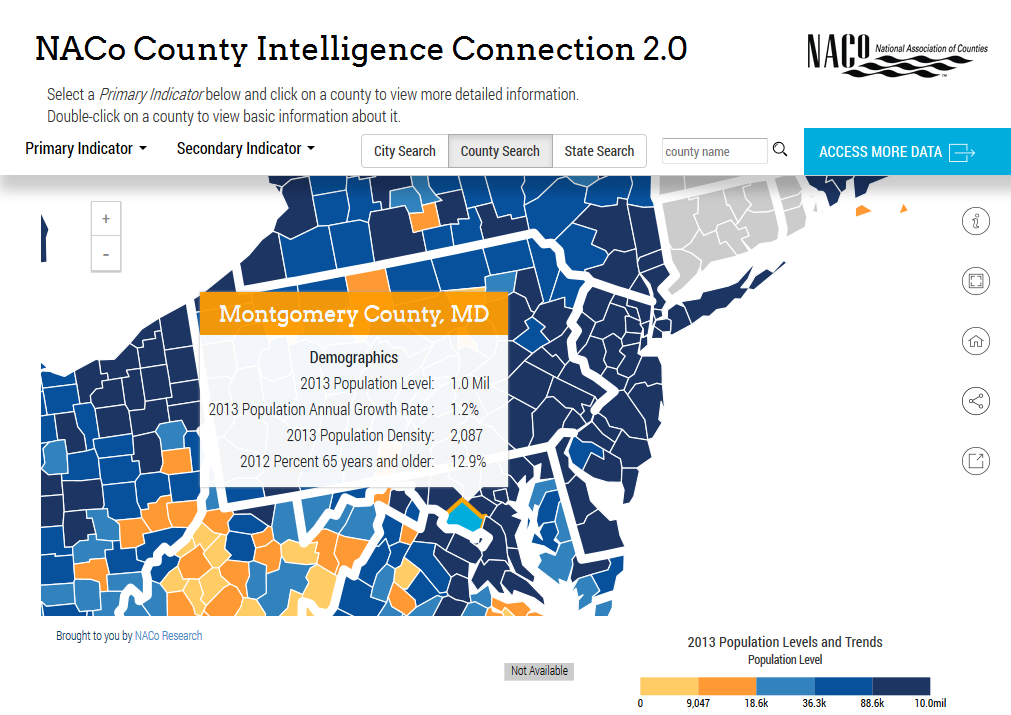 NACo County Intelligence Connection 2.0
NACO National Association of Counties
Select a Primary Indicator below and click on a county to view more detailed information.
Double-click on a county to view basic information about it.
Primary Indicator
Secondary Indicator
City Search
County Search
State Search
county name
ACCESS MORE DATA
+
-
Montgomery County, MD
Demographics
2013 Population Level: 1.0 Mil
2013 Population Annual Growth Rate : 1.2%
2013 Population Density: 2,087
2012 Percent 65 years and older: 12.9%
Brought to you by NACo Research
Not Available
2013 Population Levels and Trends
Population Level
0 9,047 18.6k 36.3k 88.6k 10.0mil